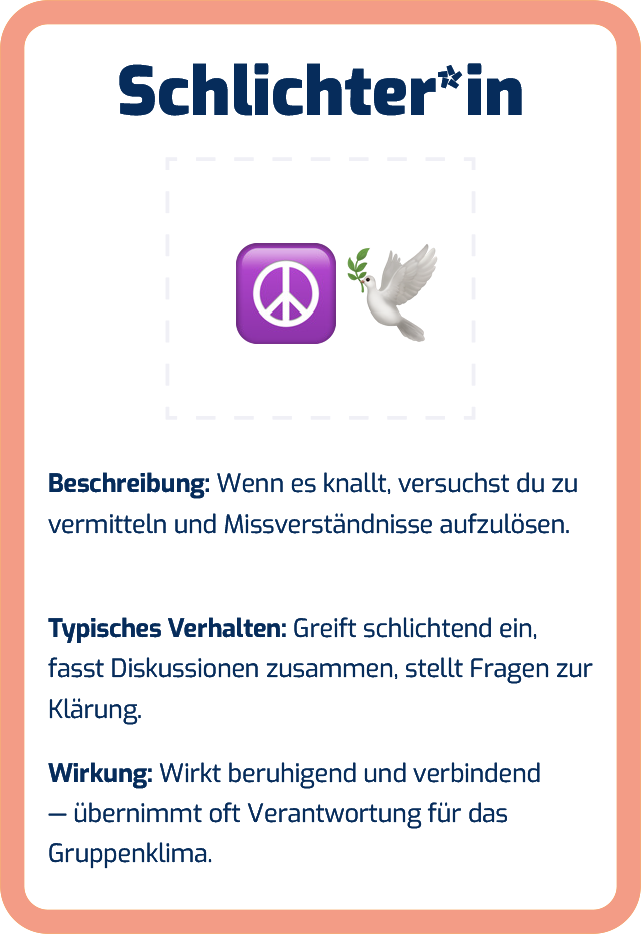 Schlichter*in
Beschreibung: Wenn es knallt, versuchst du zu
vermitteln und Missverständnisse aufzulösen.
Typisches Verhalten: Greift schlichtend ein,
fasst Diskussionen zusammen, stellt Fragen zur
Klärung.
Wirkung: Wirkt beruhigend und verbindend
— übernimmt oft Verantwortung für das
Gruppenklima.